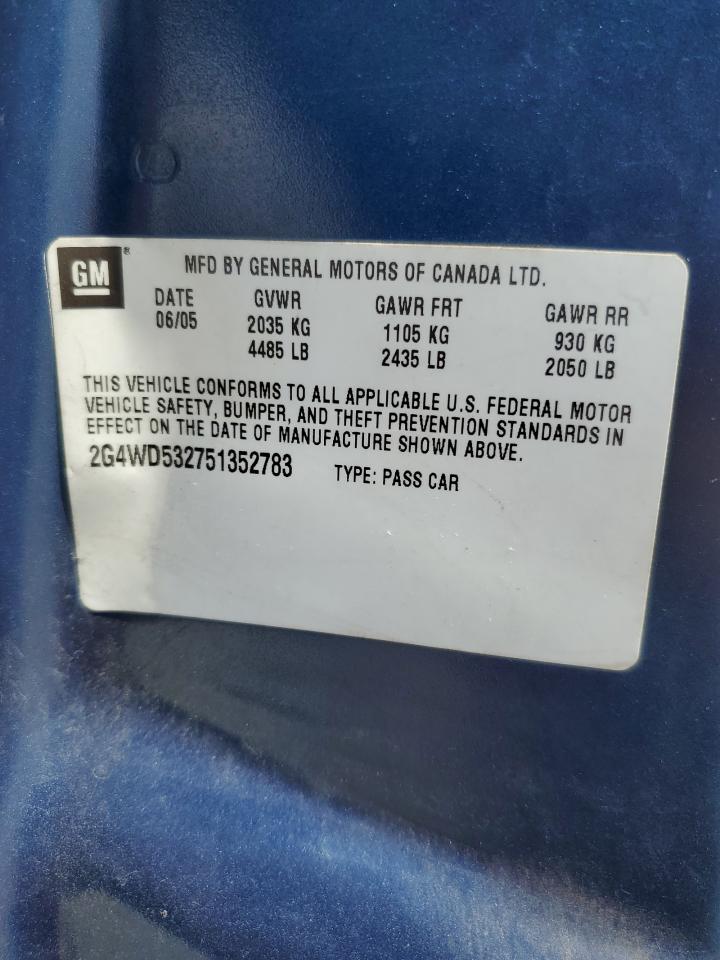 GM®
MFD BY GENERAL MOTORS OF CANADA LTD.
DATE GVWR GAWR FRT GAWR RR
06/05 2035 KG 1105 KG 930 KG
4485 LB 2435 LB 2050 LB
THIS VEHICLE CONFORMS TO ALL APPLICABLE U.S. FEDERAL MOTOR
VEHICLE SAFETY, BUMPER, AND THEFT PREVENTION STANDARDS IN
EFFECT ON THE DATE OF MANUFACTURE SHOWN ABOVE.
2G4WD532751352783 TYPE: PASS CAR